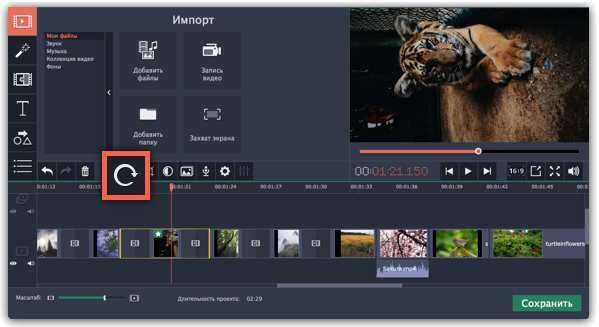 Импорт
Мои файлы
Звуки
Музыка
Коллекция видео
Фоны
Добавить файлы
Запись видео
Добавить папку
Захват экрана
00:01:21.150
16:9
00:01:12
00:01:15
00:01:21
00:01:27
00:01:30
00:01:33
00:01:36
00:01:39
00:01:42
00:01:45
Sakura.mp4
turtleinflowers
Масштаб:
Длительность проекта: 02:29
Сохранить